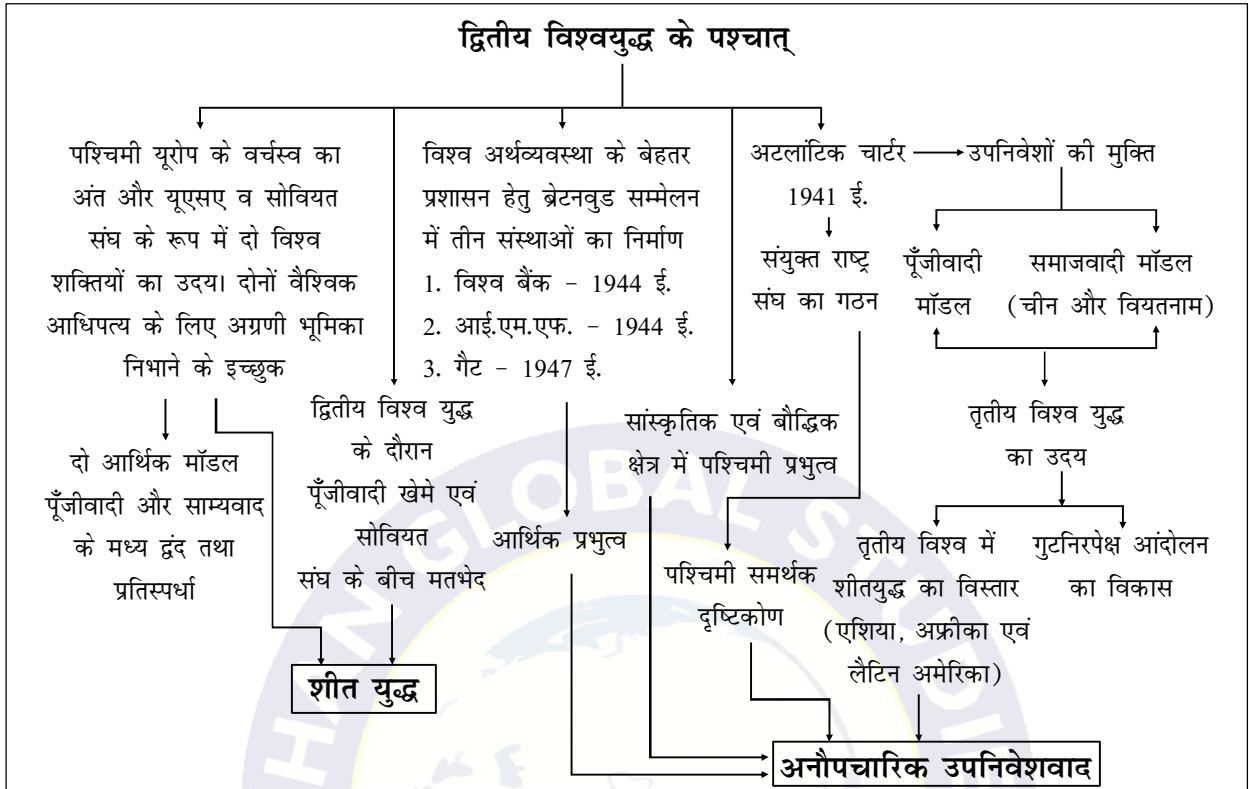 द्वितीय विश्वयुद्ध के पश्चात्
पश्चिमी यूरोप के वर्चस्व का
अंत और यूएसए व सोवियत
संघ के रूप में दो विश्व
शक्तियों का उदय। दोनों वैश्विक
आधिपत्य के लिए अग्रणी भूमिका
निभाने के इच्छुक
दो आर्थिक मॉडल
पूँजीवादी और साम्यवाद
के मध्य द्वंद तथा
प्रतिस्पर्धा
द्वितीय विश्व युद्ध
के दौरान
पूँजीवादी खेमे एवं
सोवियत
संघ के बीच मतभेद
शीत युद्ध
विश्व अर्थव्यवस्था के बेहतर
प्रशासन हेतु ब्रेटनवुड सम्मेलन
में तीन संस्थाओं का निर्माण
1. विश्व बैंक – 1944 ई.
2. आई.एम.एफ. – 1944 ई.
3. गैट – 1947 ई.
आर्थिक प्रभुत्व
सांस्कृतिक एवं बौद्धिक
क्षेत्र में पश्चिमी प्रभुत्व
अटलांटिक चार्टर
1941 ई.
संयुक्त राष्ट्र
संघ का गठन
पश्चिमी समर्थक
दृष्टिकोण
उपनिवेशों की मुक्ति
पूँजीवादी
मॉडल
समाजवादी मॉडल
(चीन और वियतनाम)
तृतीय विश्व युद्ध
का उदय
तृतीय विश्व में
शीतयुद्ध का विस्तार
(एशिया, अफ्रीका एवं
लैटिन अमेरिका)
गुटनिरपेक्ष आंदोलन
का विकास
अनौपचारिक उपनिवेशवाद
HAN GLOBAL STUDI